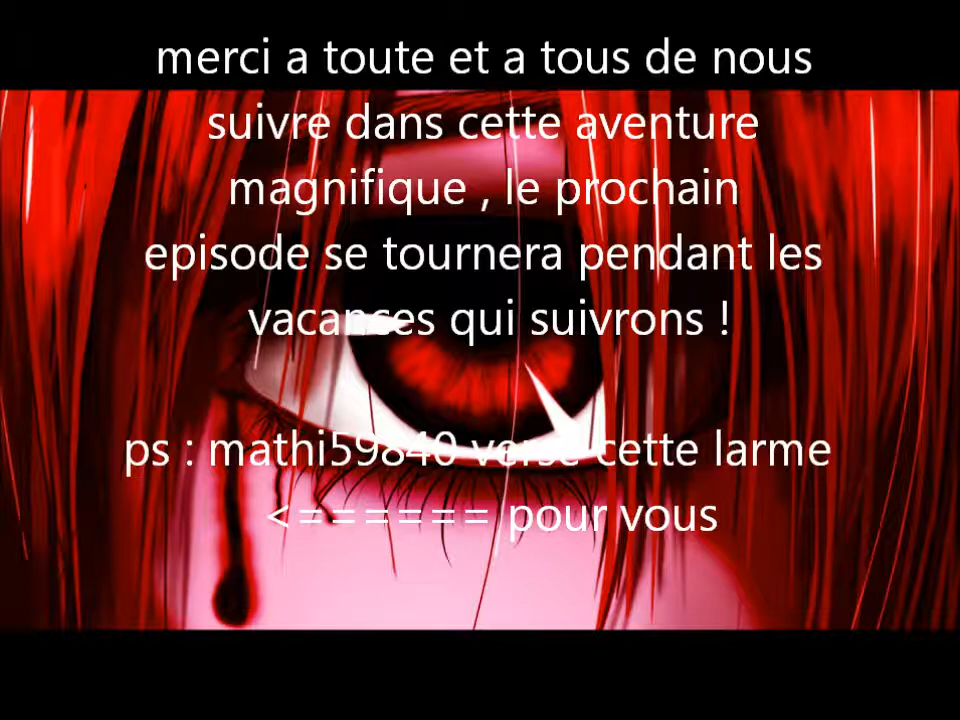 merci a toute et a tous de nous
suivre dans cette aventure
magnifique , le prochain
episode se tournera pendant les
vacances qui suivrons !
ps : mathi59840 verse cette larme
<====== pour vous